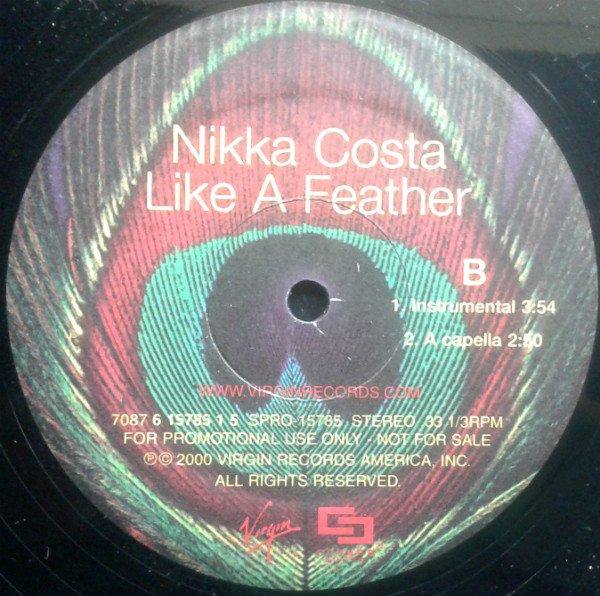 Nikka Costa
Like A Feather
B
1. Instrumental 3:54
2. A capella 2:50
WWW.VIRGINRECORDS.COM
7087 6 15785 1 5 SPRO-15785 STEREO 33 1/3RPM
FOR PROMOTIONAL USE ONLY - NOT FOR SALE
℗© 2000 VIRGIN RECORDS AMERICA, INC.
ALL RIGHTS RESERVED.
Virgin